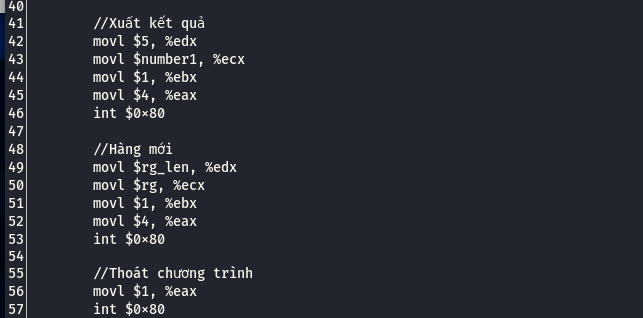 40
41 //Xuất kết quả
42 movl $5, %edx
43 movl $number1, %ecx
44 movl $1, %ebx
45 movl $4, %eax
46 int $0×80
47
48 //Hàng mới
49 movl $rg_len, %edx
50 movl $rg, %ecx
51 movl $1, %ebx
52 movl $4, %eax
53 int $0×80
54
55 //Thoát chương trình
56 movl $1, %eax
57 int $0×80